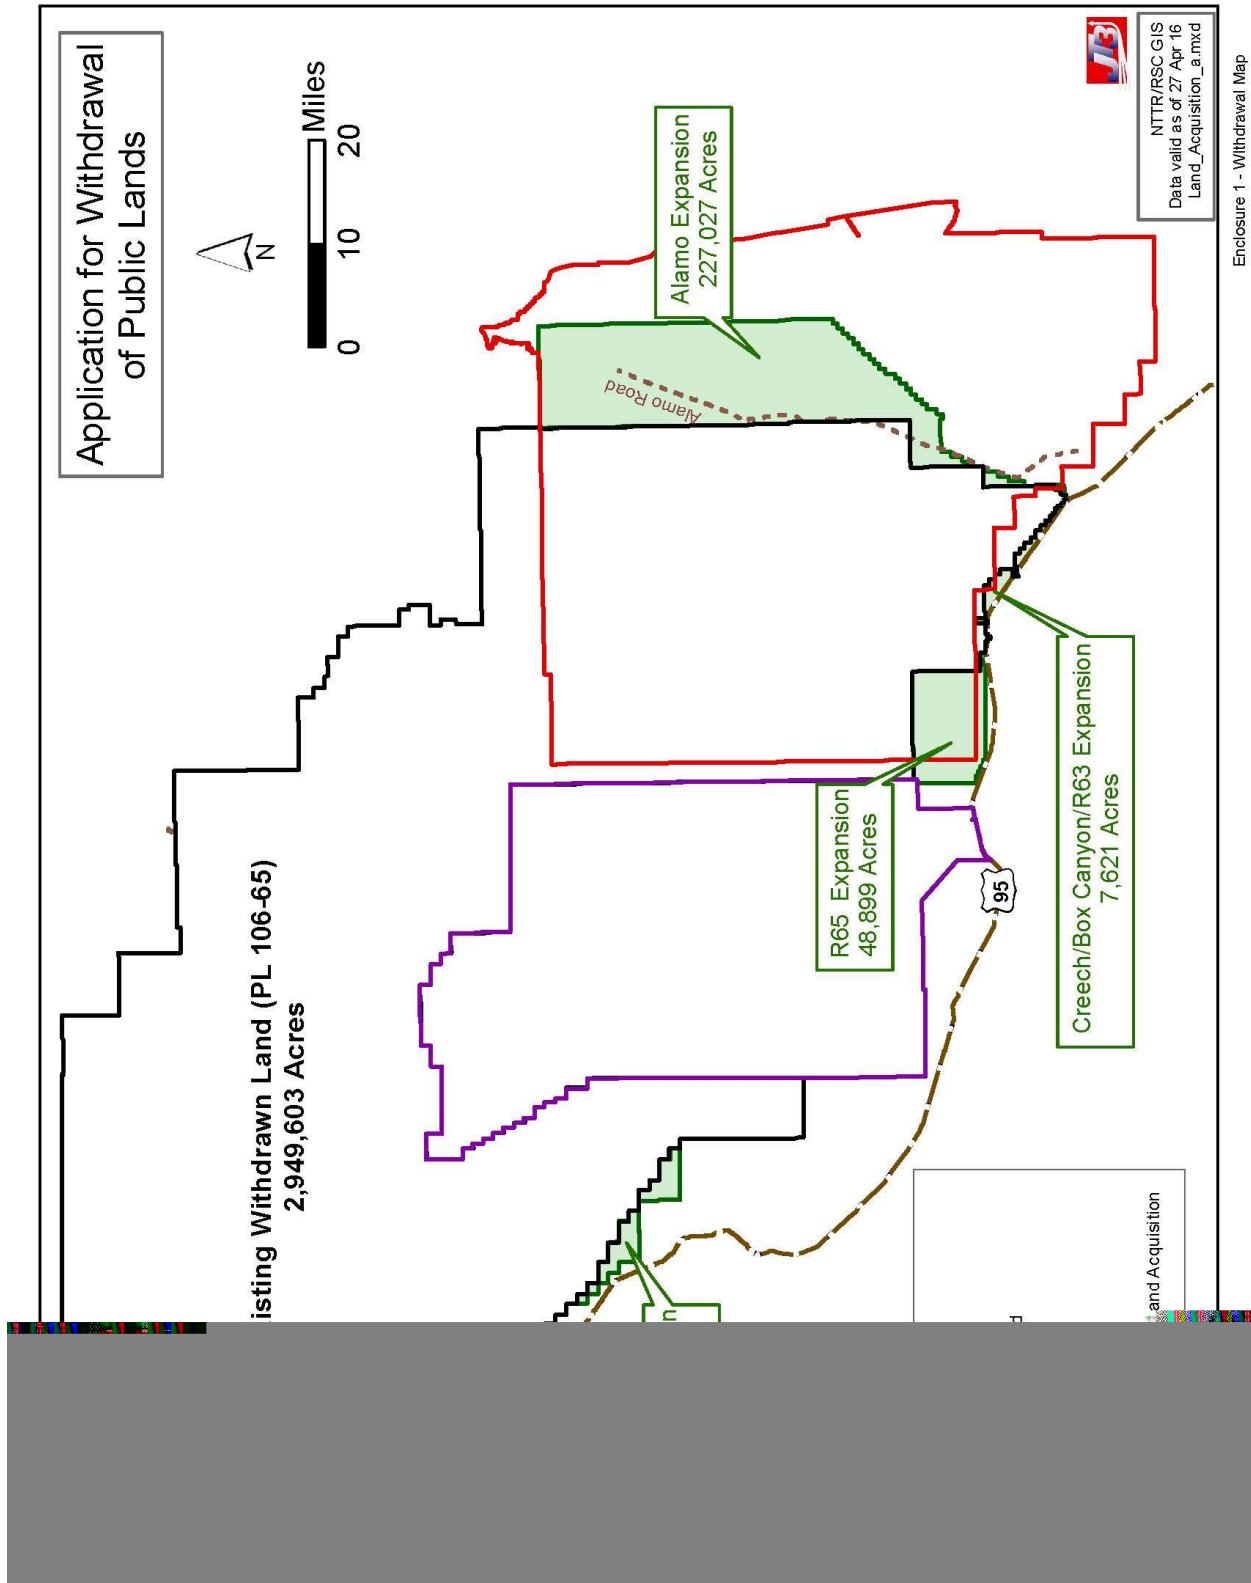 Application for Withdrawal
of Public Lands
N
0 10 20 Miles
isting Withdrawn Land (PL 106-65)
2,949,603 Acres
Alamo Expansion
227,027 Acres
Alamo Road
R65 Expansion
48,899 Acres
95
Creech/Box Canyon/R63 Expansion
7,621 Acres
n
d
and Acquisition
JT3
NTTR/RSC GIS
Data valid as of 27 Apr 16
Land_Acquisition_a.mxd
Enclosure 1 - Withdrawal Map